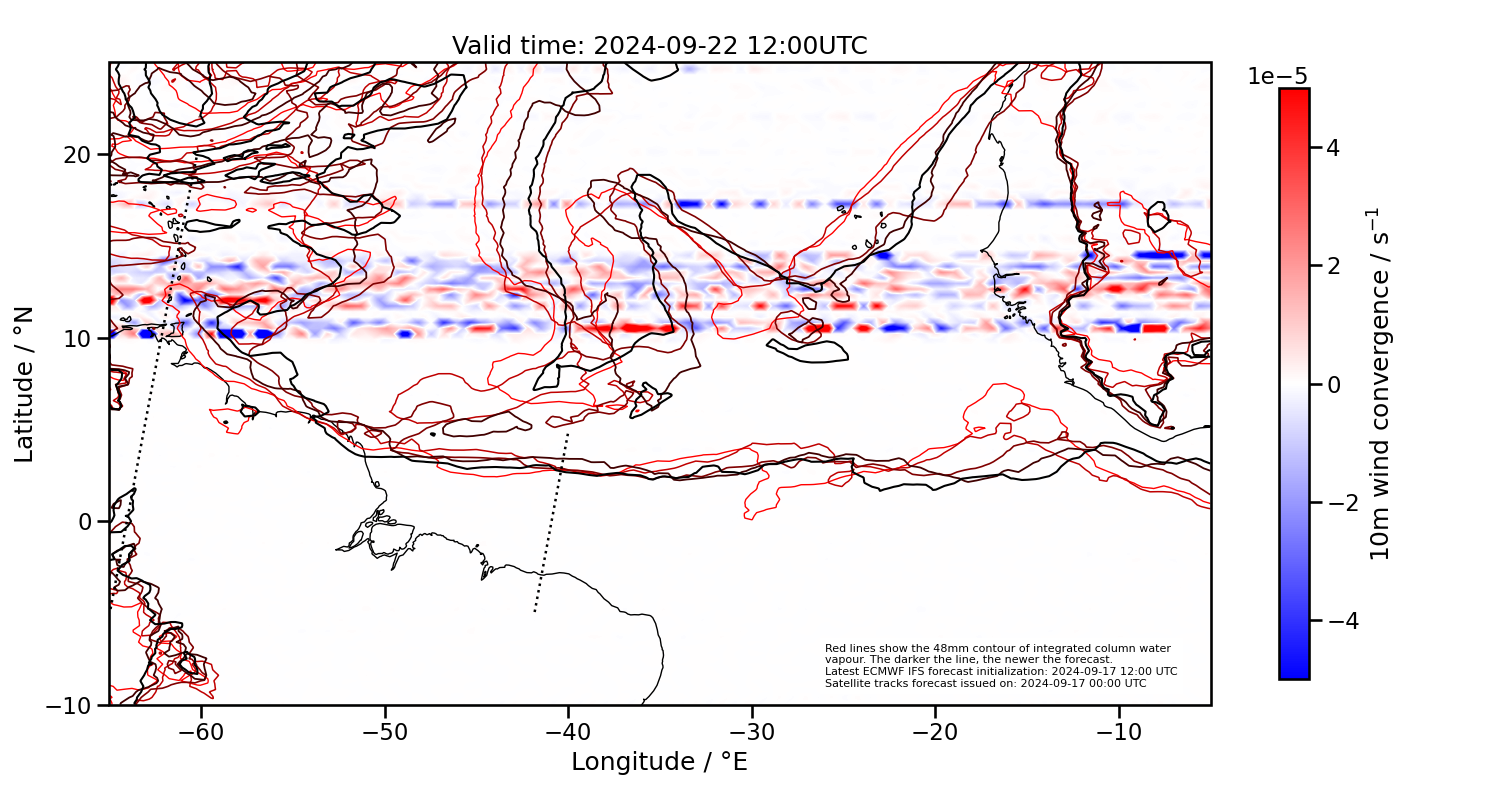 Valid time: 2024-09-22 12:00UTC
1e−5
20
10
0
−10
Latitude / °N
−60
−50
−40
−30
−20
−10
Longitude / °E
4
2
0
−2
−4
10m wind convergence / s⁻¹
Red lines show the 48mm contour of integrated column water
vapour. The darker the line, the newer the forecast.
Latest ECMWF IFS forecast initialization: 2024-09-17 12:00 UTC
Satellite tracks forecast issued on: 2024-09-17 00:00 UTC